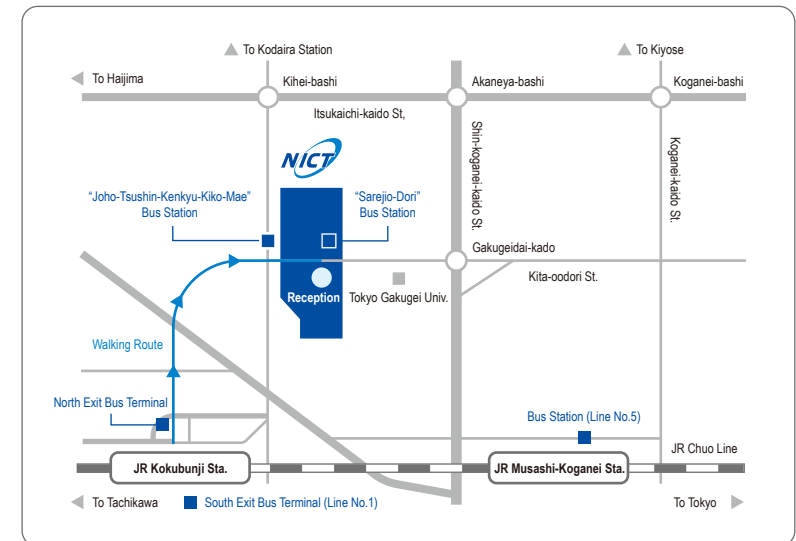 To Kodaira Station
To Kiyose
To Haijima
Kihei-bashi
Akaneya-bashi
Koganei-bashi
Itsukaichi-kaido St,
Shin-koganei-kaido St.
Koganei-kaido St.
NICT
“Joho-Tsushin-Kenkyu-Kiko-Mae”
Bus Station
“Sarejio-Dori”
Bus Station
Gakugeidai-kado
Kita-oodori St.
Reception
Tokyo Gakugei Univ.
Walking Route
North Exit Bus Terminal
Bus Station (Line No.5)
JR Chuo Line
JR Kokubunji Sta.
JR Musashi-Koganei Sta.
To Tachikawa
South Exit Bus Terminal (Line No.1)
To Tokyo